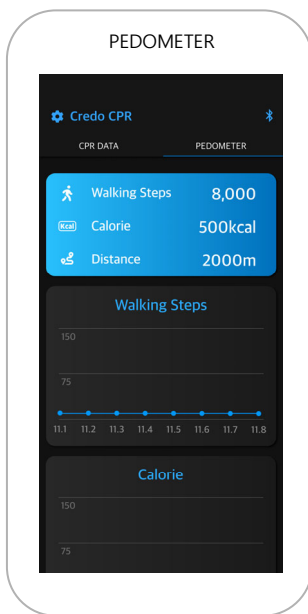 PEDOMETER
Credo CPR
CPR DATA PEDOMETER
Walking Steps 8,000
Kcal Calorie 500kcal
Distance 2000m
Walking Steps
150
75
11.1 11.2 11.3 11.4 11.5 11.6 11.7 11.8
Calorie
150
75